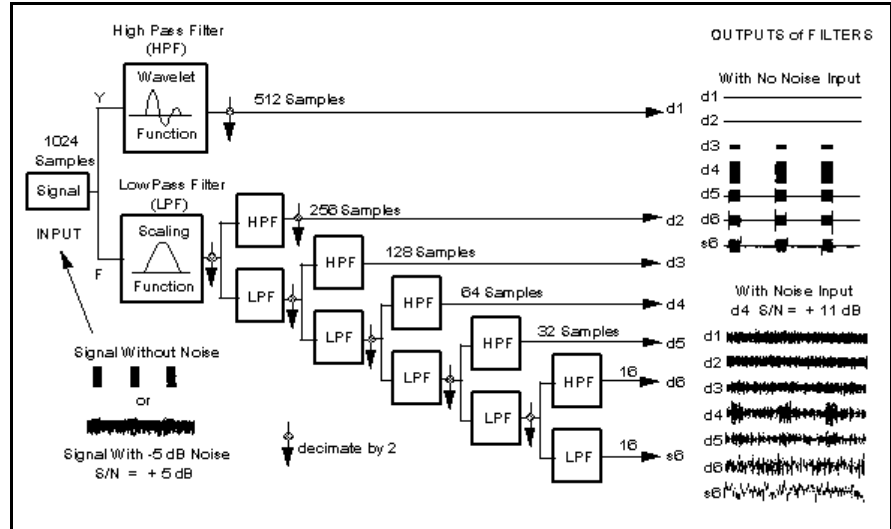 High Pass Filter
(HPF)
OUTPUTS of FILTERS
Wavelet
Function
Y
512 Samples
d1
With No Noise Input
d1
d2
d3
d4
d5
d6
s6
1024
Samples
Signal
INPUT
F
Low Pass Filter
(LPF)
Scaling
Function
HPF
256 Samples
d2
LPF
HPF
128 Samples
d3
LPF
HPF
64 Samples
d4
LPF
HPF
32 Samples
d5
LPF
HPF
16
d6
LPF
16
s6
With Noise Input
d4 S/N = + 11 dB
d1
d2
d3
d4
d5
d6
s6
Signal Without Noise
or
Signal With -5 dB Noise
S/N = + 5 dB
decimate by 2